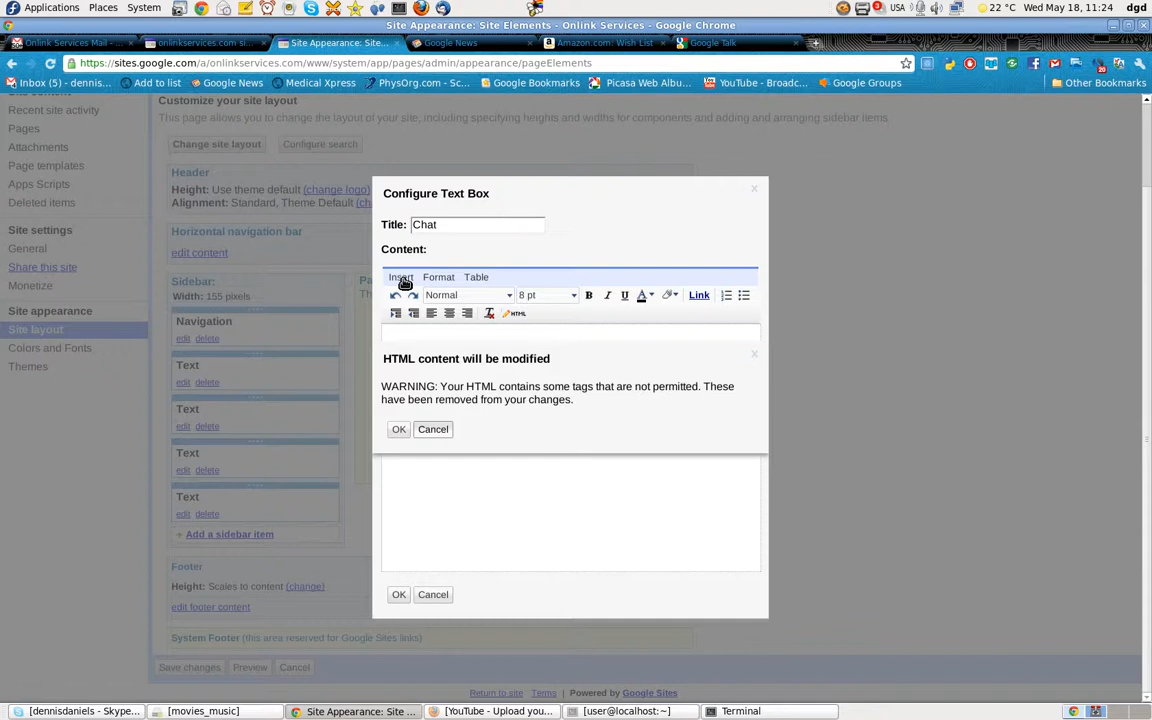 Applications Places System 3 USA 22 °C Wed May 18, 11:24 dgd
Site Appearance: Site Elements - Onlink Services - Google Chrome
Onlink Services Mail - ... onlinkservices.com si... Site Appearance: Site... Google News Amazon.com: Wish List Google Talk
https://sites.google.com/a/onlinkservices.com/www/system/app/pages/admin/appearance/pageElements
Inbox (5) - dennis... Add to list Google News Medical Xpress PhysOrg.com - Sc... Google Bookmarks Picasa Web Albu... YouTube - Broadc... Google Groups Other Bookmarks
Recent site activity
Pages
Attachments
Page templates
Apps Scripts
Deleted items
Site settings
General
Share this site
Monetize
Site appearance
Site layout
Colors and Fonts
Themes
Customize your site layout
This page allows you to change the layout of your site, including specifying heights and widths for components and adding and arranging sidebar items.
Change site layout Configure search
Header
Height: Use theme default (change logo)
Alignment: Standard, Theme Default (ch
Horizontal navigation bar
edit content
Sidebar:
Width: 155 pixels
Navigation
edit delete
Text
edit delete
Text
edit delete
Text
edit delete
Text
edit delete
+ Add a sidebar item
Pa
Th
Footer
Height: Scales to content (change)
edit footer content
System Footer (this area reserved for Google Sites links)
Save changes Preview Cancel
Configure Text Box x
Title: Chat
Content:
Insert Format Table
Normal 8 pt B I U A Link
HTML
HTML content will be modified x
WARNING: Your HTML contains some tags that are not permitted. These
have been removed from your changes.
OK Cancel
OK Cancel
Return to site | Terms | Powered by Google Sites
[dennisdaniels - Skype... [movies_music] Site Appearance: Site ... [YouTube - Upload you... [user@localhost:~] Terminal